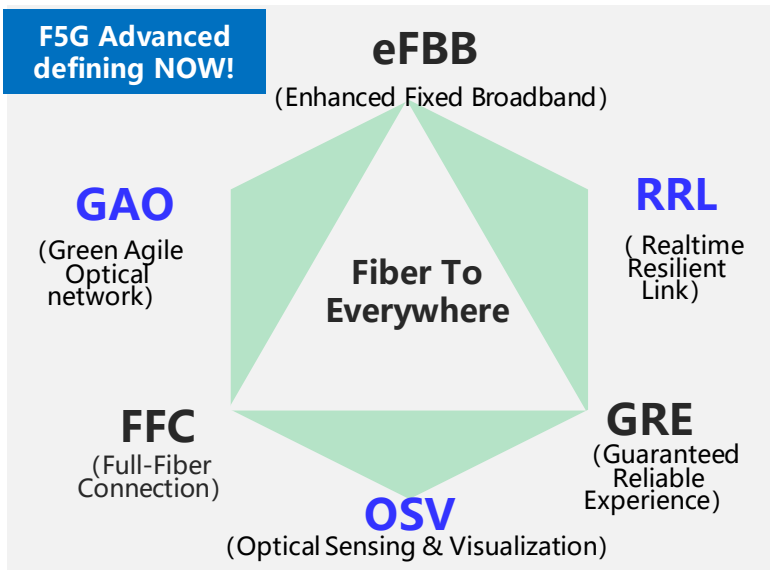 F5G Advanced
defining NOW!
eFBB
(Enhanced Fixed Broadband)
GAO
(Green Agile
Optical
network)
RRL
( Realtime
Resilient
Link)
Fiber To
Everywhere
FFC
(Full-Fiber
Connection)
GRE
(Guaranteed
Reliable
Experience)
OSV
(Optical Sensing & Visualization)